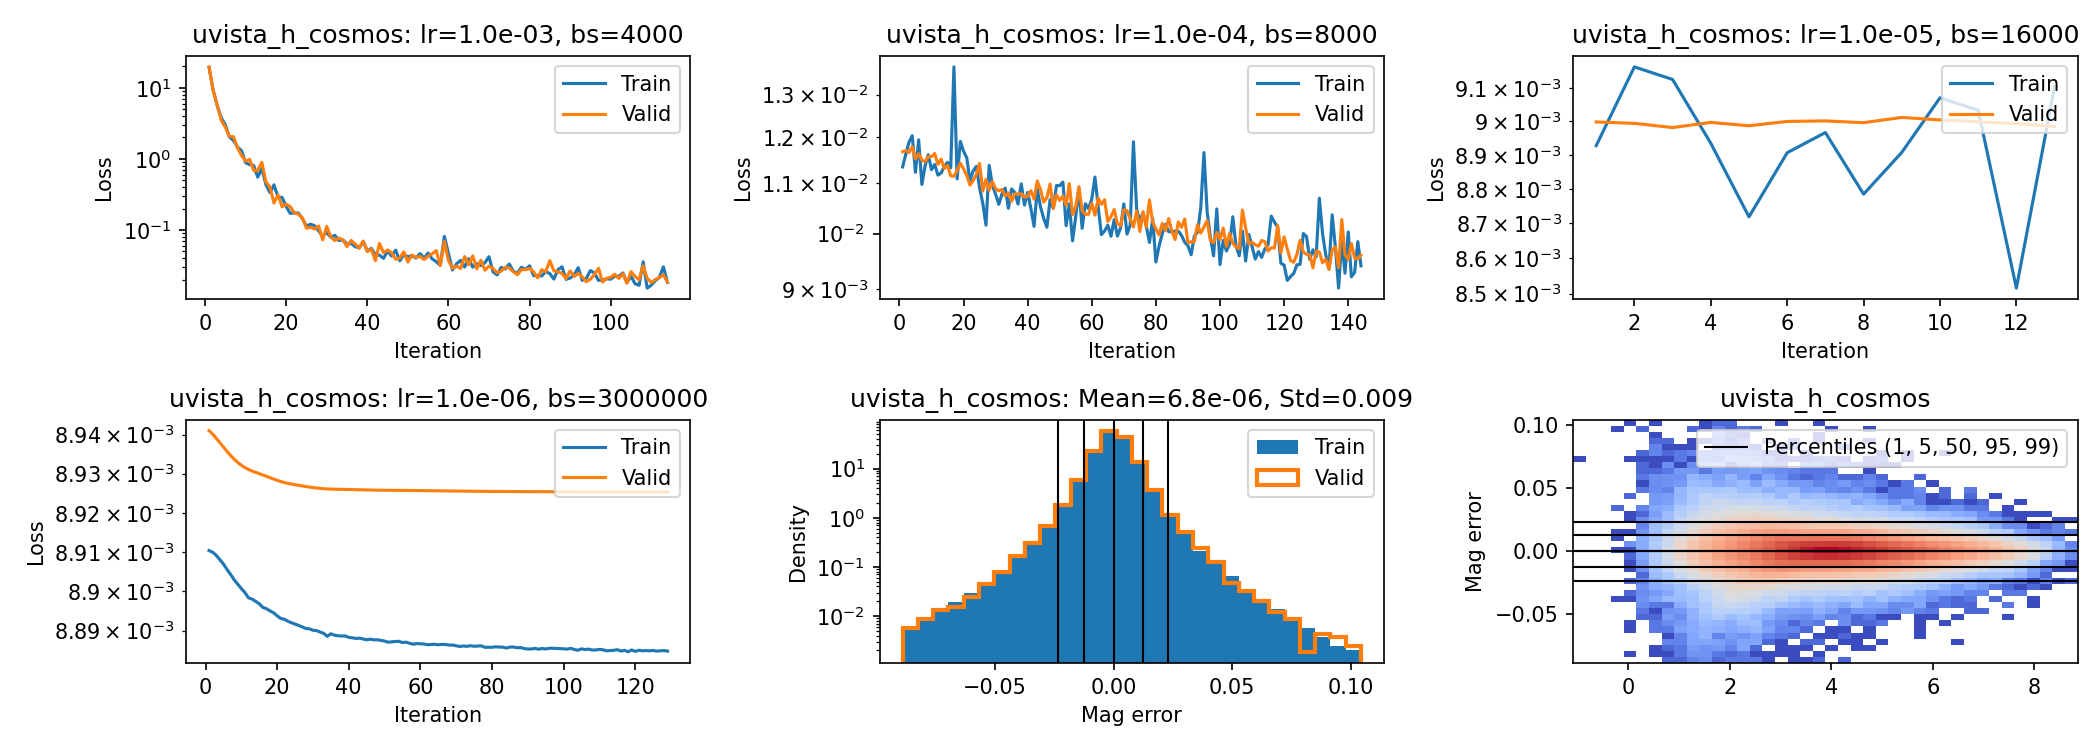 uvista_h_cosmos: lr=1.0e-03, bs=4000
Loss
10¹
10⁰
10⁻¹
Train
Valid
0 20 40 60 80 100
Iteration
uvista_h_cosmos: lr=1.0e-04, bs=8000
Loss
1.3 × 10⁻²
1.2 × 10⁻²
1.1 × 10⁻²
10⁻²
9 × 10⁻³
Train
Valid
0 20 40 60 80 100 120 140
Iteration
uvista_h_cosmos: lr=1.0e-05, bs=16000
Loss
9.1 × 10⁻³
9 × 10⁻³
8.9 × 10⁻³
8.8 × 10⁻³
8.7 × 10⁻³
8.6 × 10⁻³
8.5 × 10⁻³
Train
Valid
2 4 6 8 10 12
Iteration
uvista_h_cosmos: lr=1.0e-06, bs=3000000
Loss
8.94 × 10⁻³
8.93 × 10⁻³
8.92 × 10⁻³
8.91 × 10⁻³
8.9 × 10⁻³
8.89 × 10⁻³
Train
Valid
0 20 40 60 80 100 120
Iteration
uvista_h_cosmos: Mean=6.8e-06, Std=0.009
Density
10¹
10⁰
10⁻¹
10⁻²
Train
Valid
−0.05 0.00 0.05 0.10
Mag error
uvista_h_cosmos
Mag error
0.10
0.05
0.00
−0.05
Percentiles (1, 5, 50, 95, 99)
0 2 4 6 8